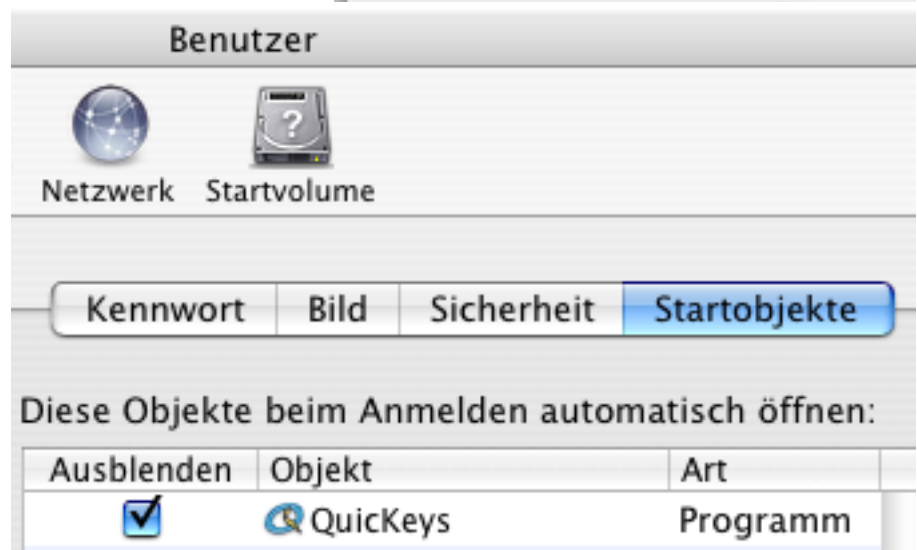 Benutzer
Netzwerk Startvolume
Kennwort Bild Sicherheit Startobjekte
Diese Objekte beim Anmelden automatisch öffnen:
Ausblenden Objekt Art
QuicKeys Programm